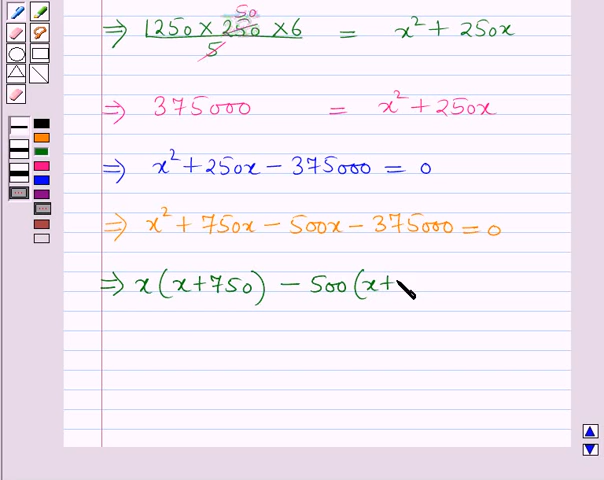 50
⇒ 1250 × 250 × 6 / 5 = x² + 250x
⇒ 375000 = x² + 250x
⇒ x² + 250x − 375000 = 0
⇒ x² + 750x − 500x − 375000 = 0
⇒ x(x+750) − 500(x+